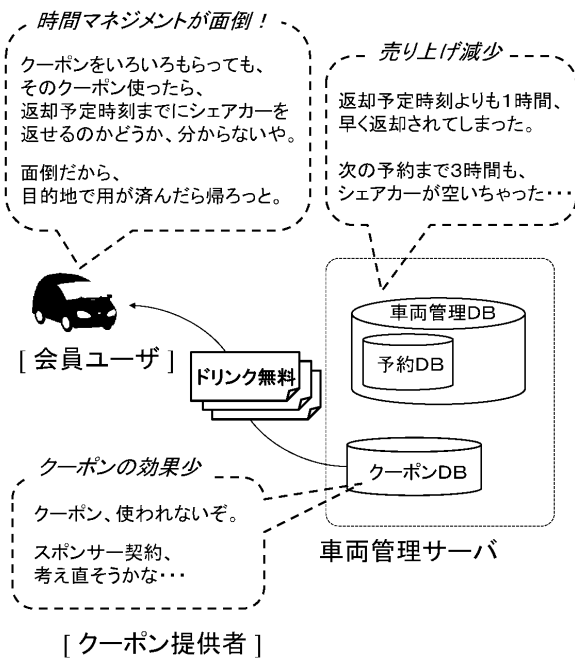 時間マネジメントが面倒！
クーポンをいろいろもらっても、
そのクーポン使ったら、
返却予定時刻までにシェアカーを
返せるのかどうか、分からないや。
面倒だから、
目的地で用が済んだら帰ろっと。
売り上げ減少
返却予定時刻よりも１時間、
早く返却されてしまった。
次の予約まで３時間も、
シェアカーが空いちゃった・・・
車両管理DB
予約DB
[ 会員ユーザ ]
ドリンク無料
クーポンDB
クーポンの効果少
クーポン、使われないぞ。
スポンサー契約、
考え直そうかな・・・
車両管理サーバ
[ クーポン提供者 ]